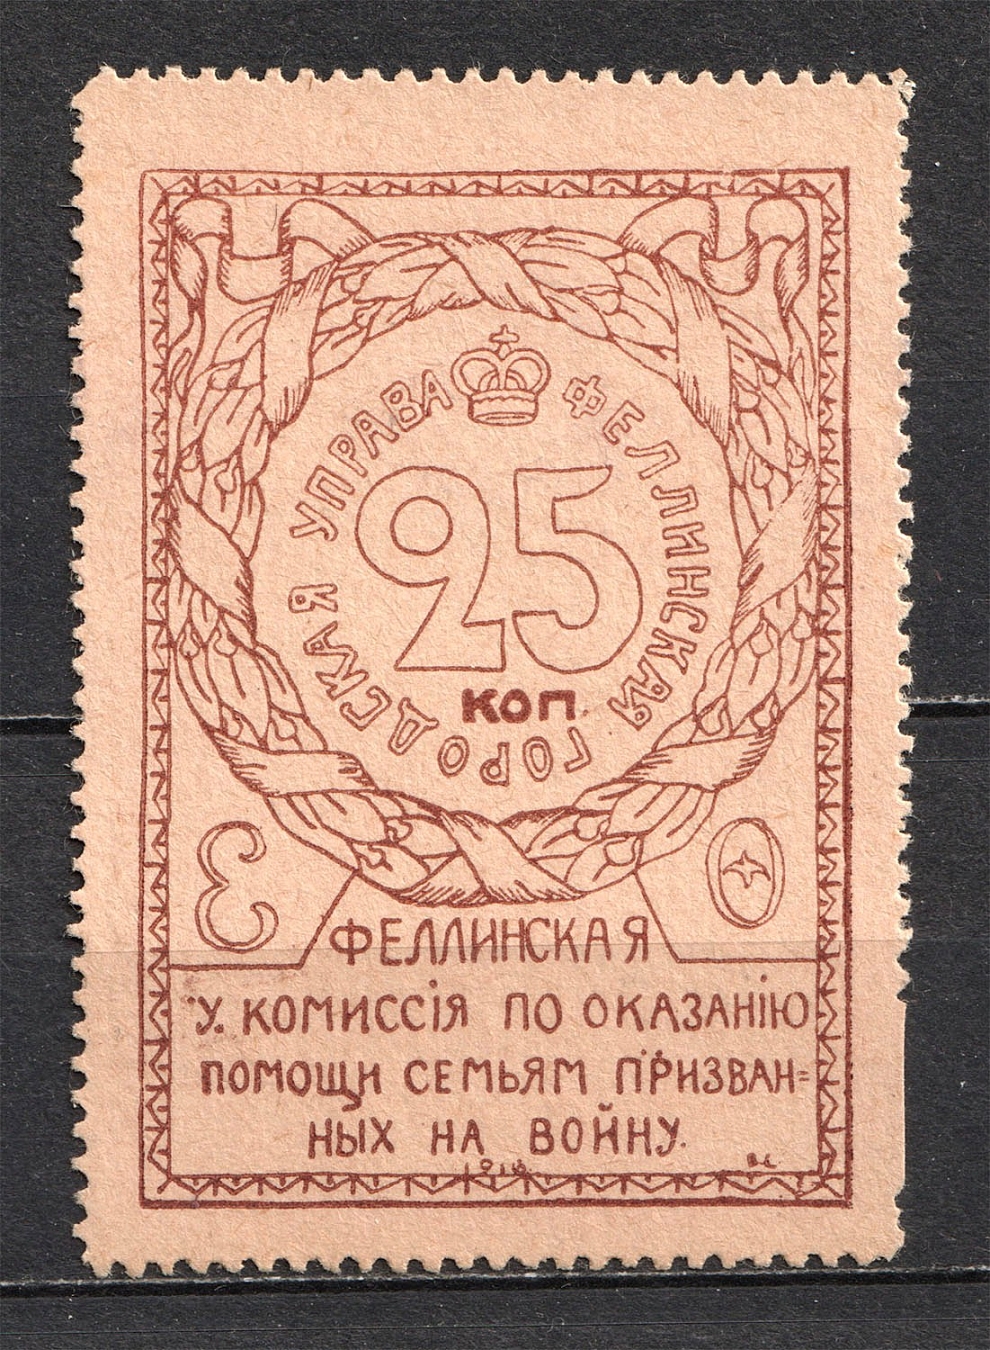 ФЕЛЛИНСКАЯ ГОРОДСКАЯ УПРАВА
25
КОП.
Е О
ФЕЛЛИНСКАЯ
У. КОМИССІЯ ПО ОКАЗАНІЮ
ПОМОЩИ СЕМЬЯМ ПРИЗВАН=
НЫХ НА ВОЙНУ.